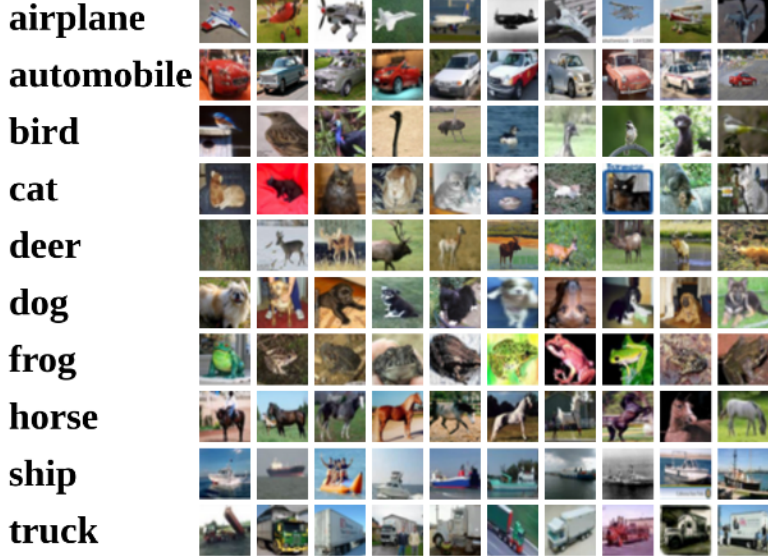 airplane
automobile
bird
cat
deer
dog
frog
horse
ship
truck